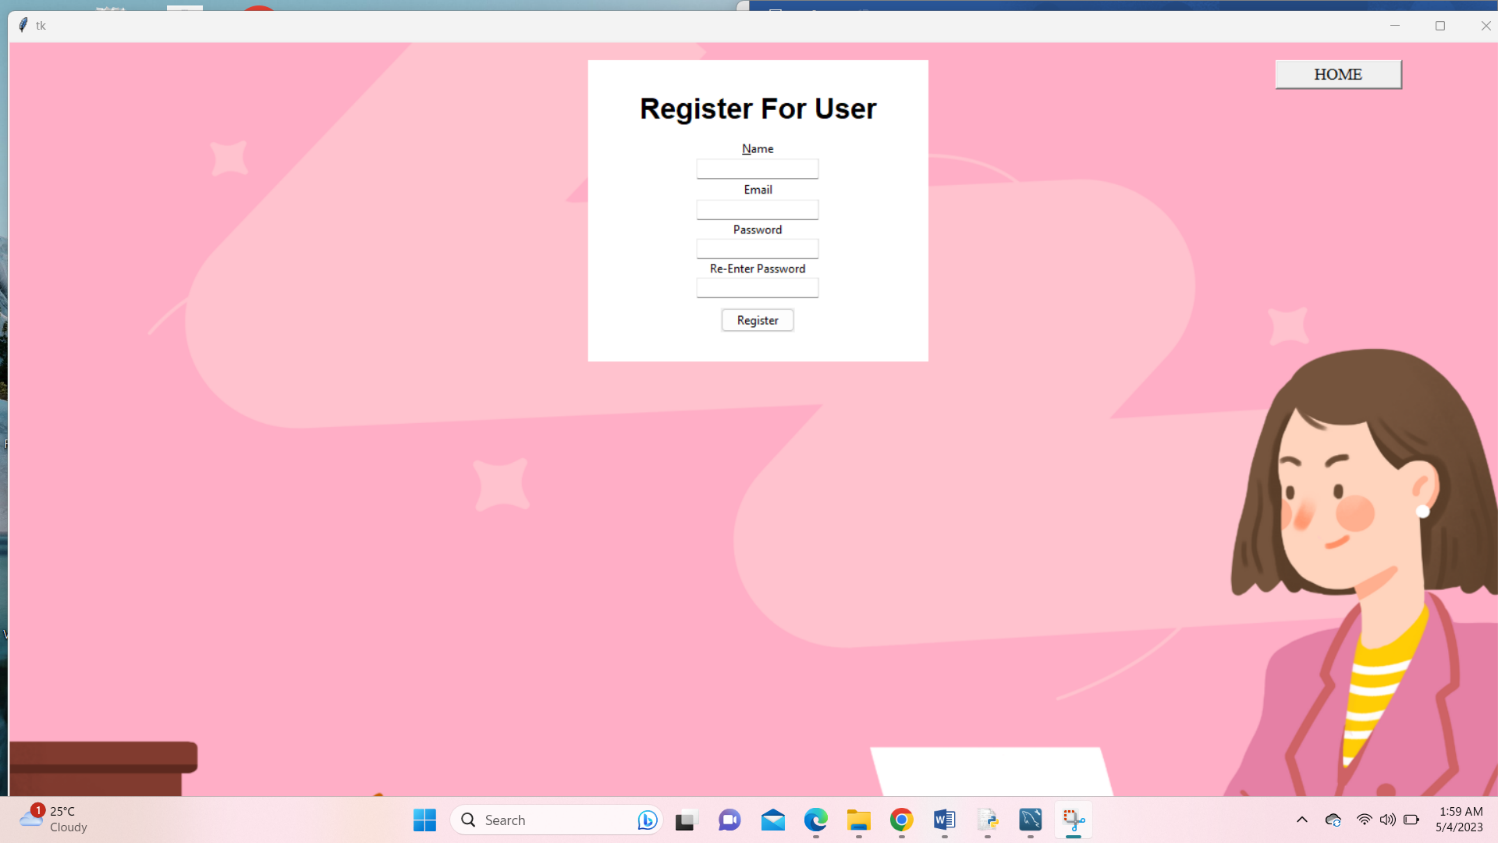 tk
HOME
Register For User
Name
Email
Password
Re-Enter Password
Register
1
25°C
Cloudy
Search
1:59 AM
5/4/2023